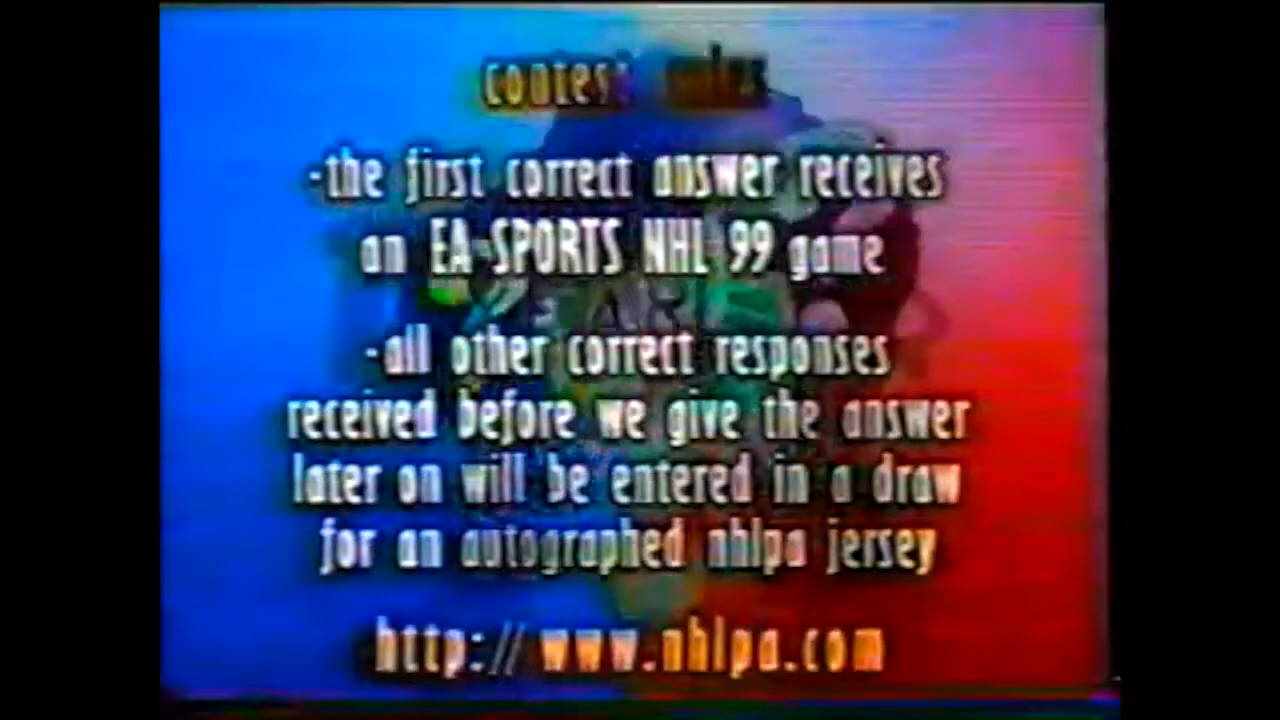 contest rules
-the first correct answer receives
an EA SPORTS NHL 99 game
-all other correct responses
received before we give the answer
later on will be entered in a draw
for an autographed nhlpa jersey
http://www.nhlpa.com